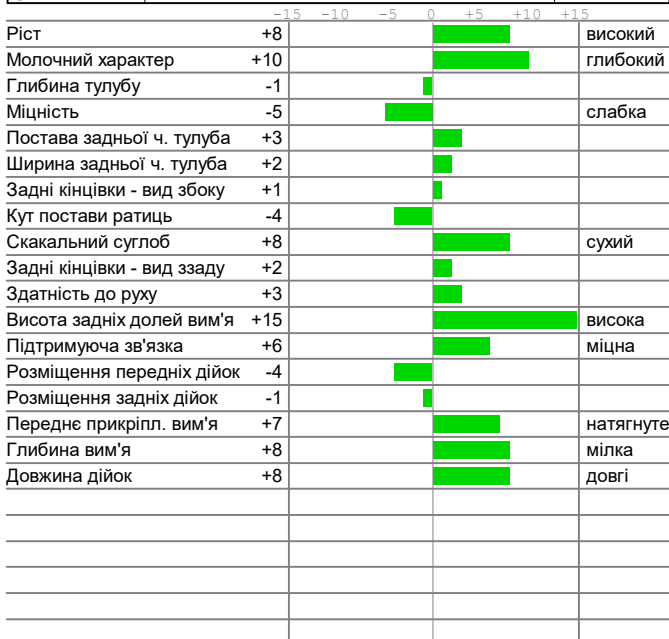 -15 -10 -5 0 +5 +10 +15
Ріст +8 високий
Молочний характер +10 глибокий
Глибина тулубу -1
Міцність -5 слабка
Постава задньої ч. тулуба +3
Ширина задньої ч. тулуба +2
Задні кінцівки - вид збоку +1
Кут постави ратиць -4
Скакальний суглоб +8 сухий
Задні кінцівки - вид ззаду +2
Здатність до руху +3
Висота задніх долей вим'я +15 висока
Підтримуюча зв'язка +6 міцна
Розміщення передніх дійок -4
Розміщення задніх дійок -1
Переднє прикріпл. вим'я +7 натягнуте
Глибина вим'я +8 мілка
Довжина дійок +8 довгі